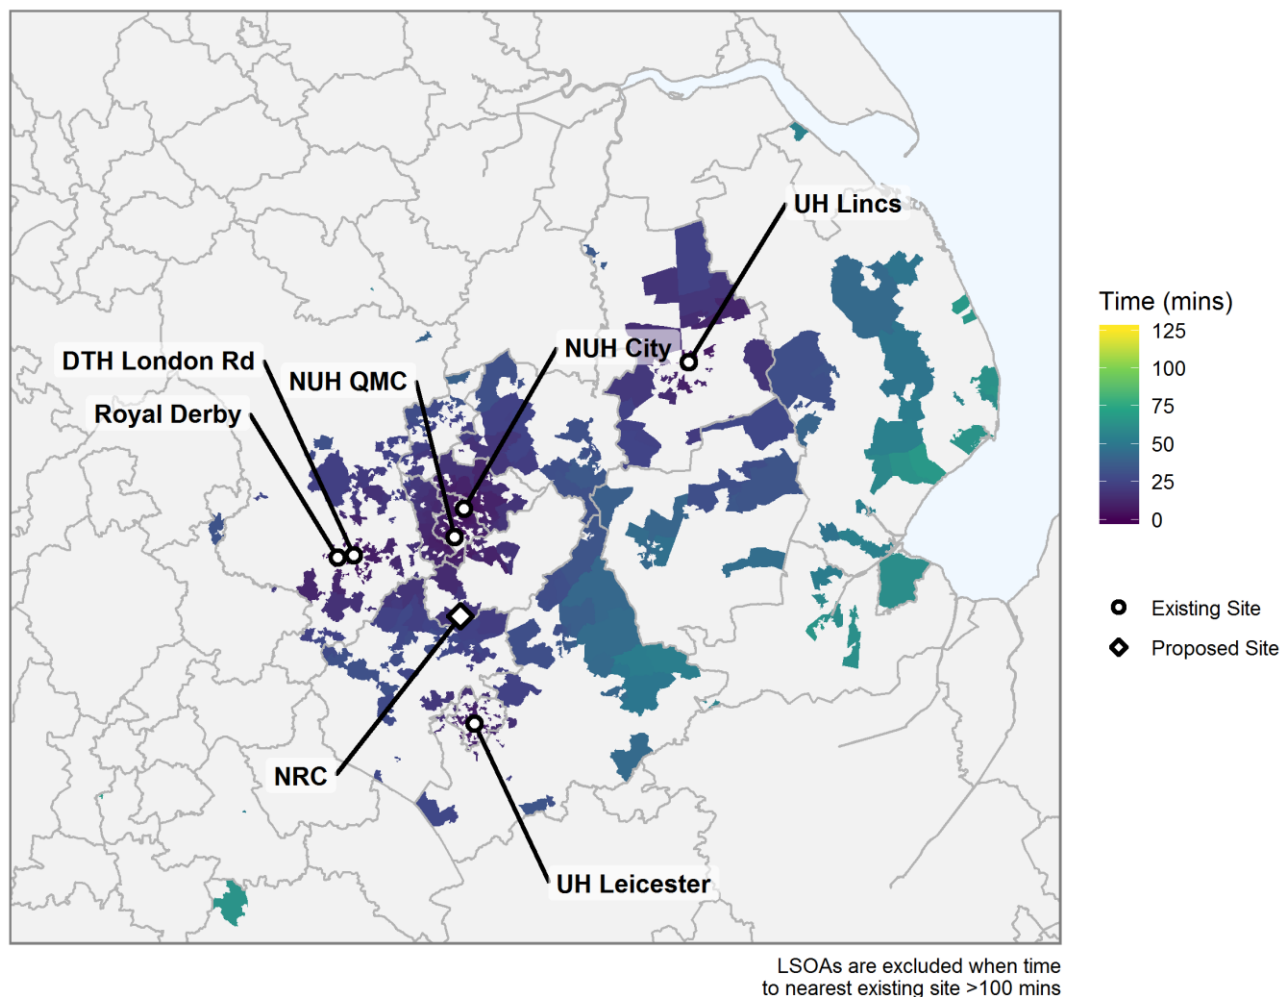 UH Lincs
NUH City
DTH London Rd
NUH QMC
Royal Derby
NRC
UH Leicester
Time (mins)
125
100
75
50
25
0
Existing Site
Proposed Site
LSOAs are excluded when time
to nearest existing site >100 mins